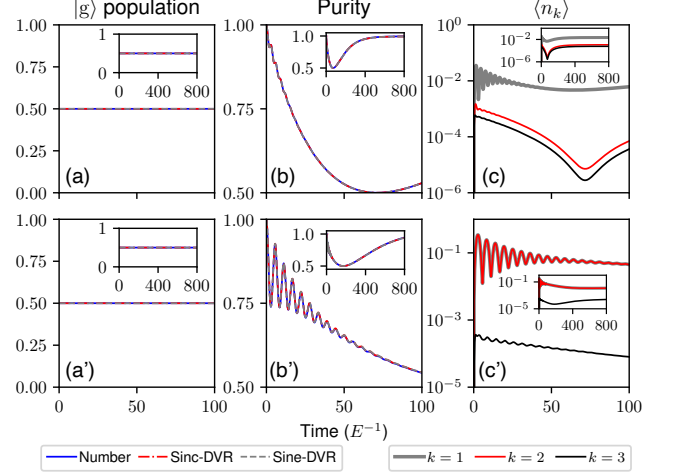 |g⟩ population
Purity
⟨n_k⟩
1.00
0.75
0.50
0.25
0.00
1
0
0 400 800
(a)
1.00
0.75
0.50
1.0
0.5
0 400 800
(b)
10^0
10^−2
10^−4
10^−6
10^−2
10^−6
0 400 800
(c)
1.00
0.75
0.50
0.25
0.00
1
0
0 400 800
(a')
0 50 100
1.00
0.75
0.50
1.0
0.5
0 400 800
(b')
0 50 100
10^−1
10^−3
10^−5
10^−1
10^−5
0 400 800
(c')
0 50 100
Time (E^−1)
Number Sinc-DVR Sine-DVR
k = 1 k = 2 k = 3